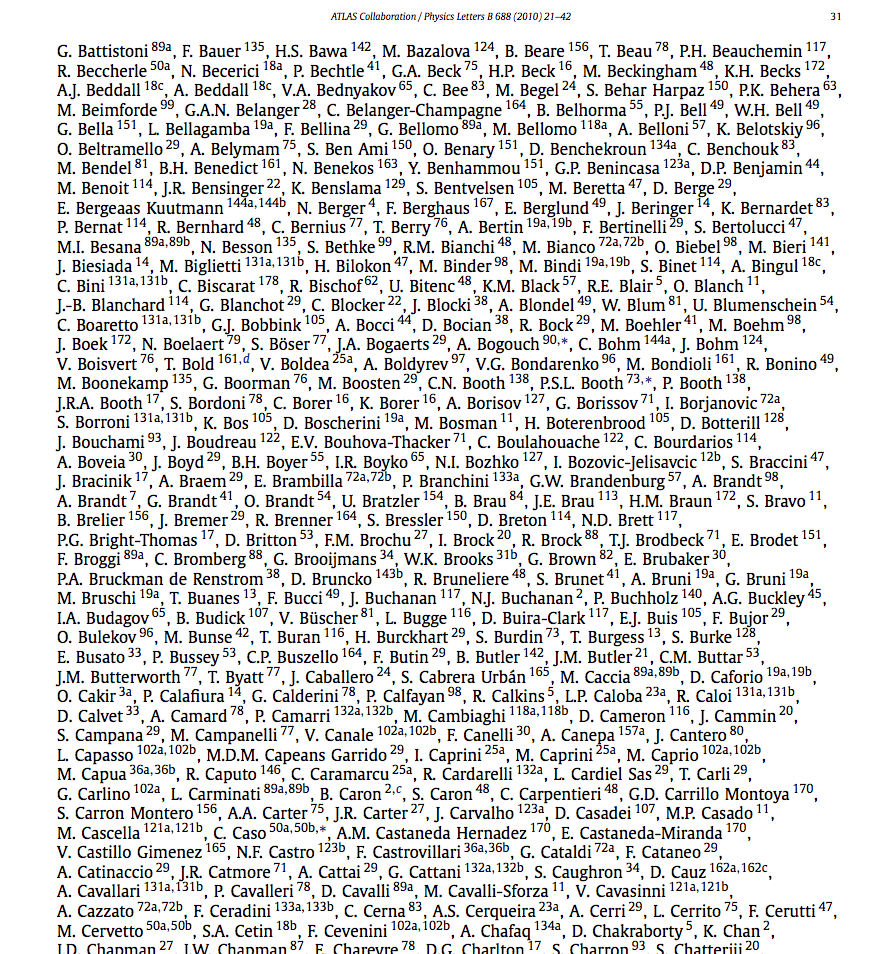 ATLAS Collaboration / Physics Letters B 688 (2010) 21–42 31
G. Battistoni 89a, F. Bauer 135, H.S. Bawa 142, M. Bazalova 124, B. Beare 156, T. Beau 78, P.H. Beauchemin 117,
R. Beccherle 50a, N. Becerici 18a, P. Bechtle 41, G.A. Beck 75, H.P. Beck 16, M. Beckingham 48, K.H. Becks 172,
A.J. Beddall 18c, A. Beddall 18c, V.A. Bednyakov 65, C. Bee 83, M. Begel 24, S. Behar Harpaz 150, P.K. Behera 63,
M. Beimforde 99, G.A.N. Belanger 28, C. Belanger-Champagne 164, B. Belhorma 55, P.J. Bell 49, W.H. Bell 49,
G. Bella 151, L. Bellagamba 19a, F. Bellina 29, G. Bellomo 89a, M. Bellomo 118a, A. Belloni 57, K. Belotskiy 96,
O. Beltramello 29, A. Belymam 75, S. Ben Ami 150, O. Benary 151, D. Benchekroun 134a, C. Benchouk 83,
M. Bendel 81, B.H. Benedict 161, N. Benekos 163, Y. Benhammou 151, G.P. Benincasa 123a, D.P. Benjamin 44,
M. Benoit 114, J.R. Bensinger 22, K. Benslama 129, S. Bentvelsen 105, M. Beretta 47, D. Berge 29,
E. Bergeaas Kuutmann 144a,144b, N. Berger 4, F. Berghaus 167, E. Berglund 49, J. Beringer 14, K. Bernardet 83,
P. Bernat 114, R. Bernhard 48, C. Bernius 77, T. Berry 76, A. Bertin 19a,19b, F. Bertinelli 29, S. Bertolucci 47,
M.I. Besana 89a,89b, N. Besson 135, S. Bethke 99, R.M. Bianchi 48, M. Bianco 72a,72b, O. Biebel 98, M. Bieri 141,
J. Biesiada 14, M. Biglietti 131a,131b, H. Bilokon 47, M. Binder 98, M. Bindi 19a,19b, S. Binet 114, A. Bingul 18c,
C. Bini 131a,131b, C. Biscarat 178, R. Bischof 62, U. Bitenc 48, K.M. Black 57, R.E. Blair 5, O. Blanch 11,
J.-B. Blanchard 114, G. Blanchot 29, C. Blocker 22, J. Blocki 38, A. Blondel 49, W. Blum 81, U. Blumenschein 54,
C. Boaretto 131a,131b, G.J. Bobbink 105, A. Bocci 44, D. Bocian 38, R. Bock 29, M. Boehler 41, M. Boehm 98,
J. Boek 172, N. Boelaert 79, S. Böser 77, J.A. Bogaerts 29, A. Bogouch 90,*, C. Bohm 144a, J. Bohm 124,
V. Boisvert 76, T. Bold 161,d, V. Boldea 25a, A. Boldyrev 97, V.G. Bondarenko 96, M. Bondioli 161, R. Bonino 49,
M. Boonekamp 135, G. Boorman 76, M. Boosten 29, C.N. Booth 138, P.S.L. Booth 73,*, P. Booth 138,
J.R.A. Booth 17, S. Bordoni 78, C. Borer 16, K. Borer 16, A. Borisov 127, G. Borissov 71, I. Borjanovic 72a,
S. Borroni 131a,131b, K. Bos 105, D. Boscherini 19a, M. Bosman 11, H. Boterenbrood 105, D. Botterill 128,
J. Bouchami 93, J. Boudreau 122, E.V. Bouhova-Thacker 71, C. Boulahouache 122, C. Bourdarios 114,
A. Boveia 30, J. Boyd 29, B.H. Boyer 55, I.R. Boyko 65, N.I. Bozhko 127, I. Bozovic-Jelisavcic 12b, S. Braccini 47,
J. Bracinik 17, A. Braem 29, E. Brambilla 72a,72b, P. Branchini 133a, G.W. Brandenburg 57, A. Brandt 98,
A. Brandt 7, G. Brandt 41, O. Brandt 54, U. Bratzler 154, B. Brau 84, J.E. Brau 113, H.M. Braun 172, S. Bravo 11,
B. Brelier 156, J. Bremer 29, R. Brenner 164, S. Bressler 150, D. Breton 114, N.D. Brett 117,
P.G. Bright-Thomas 17, D. Britton 53, F.M. Brochu 27, I. Brock 20, R. Brock 88, T.J. Brodbeck 71, E. Brodet 151,
F. Broggi 89a, C. Bromberg 88, G. Brooijmans 34, W.K. Brooks 31b, G. Brown 82, E. Brubaker 30,
P.A. Bruckman de Renstrom 38, D. Bruncko 143b, R. Bruneliere 48, S. Brunet 41, A. Bruni 19a, G. Bruni 19a,
M. Bruschi 19a, T. Buanes 13, F. Bucci 49, J. Buchanan 117, N.J. Buchanan 2, P. Buchholz 140, A.G. Buckley 45,
I.A. Budagov 65, B. Budick 107, V. Büscher 81, L. Bugge 116, D. Buira-Clark 117, E.J. Buis 105, F. Bujor 29,
O. Bulekov 96, M. Bunse 42, T. Buran 116, H. Burckhart 29, S. Burdin 73, T. Burgess 13, S. Burke 128,
E. Busato 33, P. Bussey 53, C.P. Buszello 164, F. Butin 29, B. Butler 142, J.M. Butler 21, C.M. Buttar 53,
J.M. Butterworth 77, T. Byatt 77, J. Caballero 24, S. Cabrera Urbán 165, M. Caccia 89a,89b, D. Caforio 19a,19b,
O. Cakir 3a, P. Calafiura 14, G. Calderini 78, P. Calfayan 98, R. Calkins 5, L.P. Caloba 23a, R. Caloi 131a,131b,
D. Calvet 33, A. Camard 78, P. Camarri 132a,132b, M. Cambiaghi 118a,118b, D. Cameron 116, J. Cammin 20,
S. Campana 29, M. Campanelli 77, V. Canale 102a,102b, F. Canelli 30, A. Canepa 157a, J. Cantero 80,
L. Capasso 102a,102b, M.D.M. Capeans Garrido 29, I. Caprini 25a, M. Caprini 25a, M. Caprio 102a,102b,
M. Capua 36a,36b, R. Caputo 146, C. Caramarcu 25a, R. Cardarelli 132a, L. Cardiel Sas 29, T. Carli 29,
G. Carlino 102a, L. Carminati 89a,89b, B. Caron 2,c, S. Caron 48, C. Carpentieri 48, G.D. Carrillo Montoya 170,
S. Carron Montero 156, A.A. Carter 75, J.R. Carter 27, J. Carvalho 123a, D. Casadei 107, M.P. Casado 11,
M. Cascella 121a,121b, C. Caso 50a,50b,*, A.M. Castaneda Hernadez 170, E. Castaneda-Miranda 170,
V. Castillo Gimenez 165, N.F. Castro 123b, F. Castrovillari 36a,36b, G. Cataldi 72a, F. Cataneo 29,
A. Catinaccio 29, J.R. Catmore 71, A. Cattai 29, G. Cattani 132a,132b, S. Caughron 34, D. Cauz 162a,162c,
A. Cavallari 131a,131b, P. Cavalleri 78, D. Cavalli 89a, M. Cavalli-Sforza 11, V. Cavasinni 121a,121b,
A. Cazzato 72a,72b, F. Ceradini 133a,133b, C. Cerna 83, A.S. Cerqueira 23a, A. Cerri 29, L. Cerrito 75, F. Cerutti 47,
M. Cervetto 50a,50b, S.A. Cetin 18b, F. Cevenini 102a,102b, A. Chafaq 134a, D. Chakraborty 5, K. Chan 2,
J.D. Chapman 27, J.W. Chapman 87, E. Chareyre 78, D.G. Charlton 17, S. Charron 93, S. Chatterjii 20